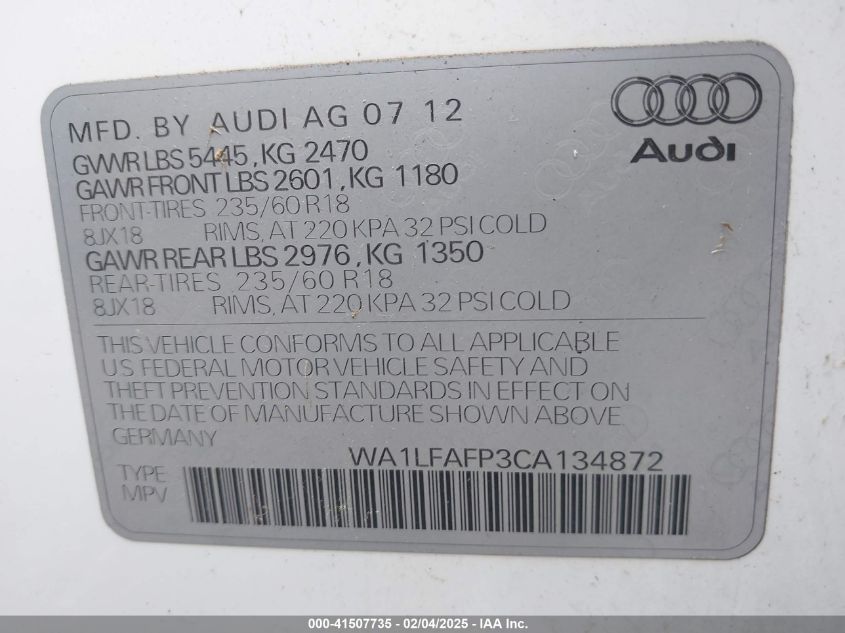 MFD. BY AUDI AG 07 12
Audi
GVWR LBS 5445, KG 2470
GAWR FRONT LBS 2601, KG 1180
FRONT-TIRES 235/60 R18
8JX18 RIMS, AT 220 KPA 32 PSI COLD
GAWR REAR LBS 2976, KG 1350
REAR-TIRES 235/60 R18
8JX18 RIMS, AT 220 KPA 32 PSI COLD
THIS VEHICLE CONFORMS TO ALL APPLICABLE
US FEDERAL MOTOR VEHICLE SAFETY AND
THEFT PREVENTION STANDARDS IN EFFECT ON
THE DATE OF MANUFACTURE SHOWN ABOVE
GERMANY
WA1LFAFP3CA134872
TYPE
MPV
000-41507735 - 02/04/2025 - IAA Inc.